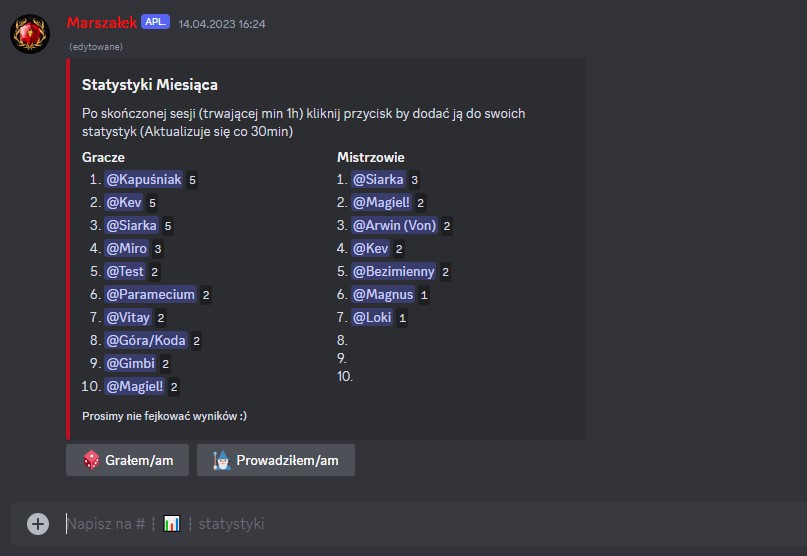 Marszałek APL. 14.04.2023 16:24
(edytowane)
Statystyki Miesiąca
Po skończonej sesji (trwającej min 1h) kliknij przycisk by dodać ją do swoich
statystyk (Aktualizuje się co 30min)
Gracze
1. @Kapuśniak 5
2. @Kev 5
3. @Siarka 5
4. @Miro 3
5. @Test 2
6. @Paramecium 2
7. @Vitay 2
8. @Góra/Koda 2
9. @Gimbi 2
10. @Magiel! 2
Mistrzowie
1. @Siarka 3
2. @Magiel! 2
3. @Arwin (Von) 2
4. @Kev 2
5. @Bezimienny 2
6. @Magnus 1
7. @Loki 1
8.
9.
10.
Prosimy nie fejkować wyników :)
Grałem/am
Prowadziłem/am
Napisz na # ┆ 📊 ┆ statystyki